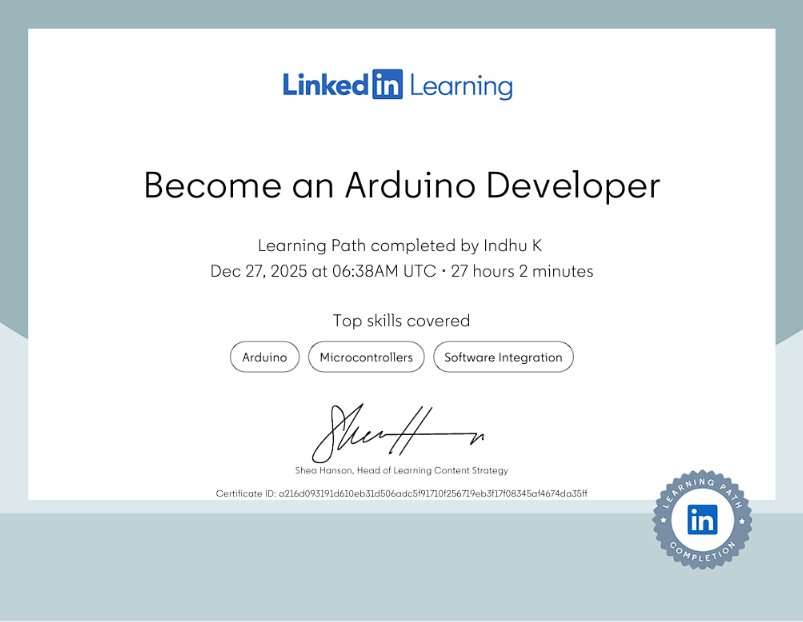 Linked in Learning
Become an Arduino Developer
Learning Path completed by Indhu K
Dec 27, 2025 at 06:38AM UTC • 27 hours 2 minutes
Top skills covered
Arduino Microcontrollers Software Integration
Shea Hanson, Head of Learning Content Strategy
Certificate ID: a216d093191d610eb31d506adc5f91710f256719eb3f17f08345af4674da35ff
LEARNING PATH
in
COMPLETION